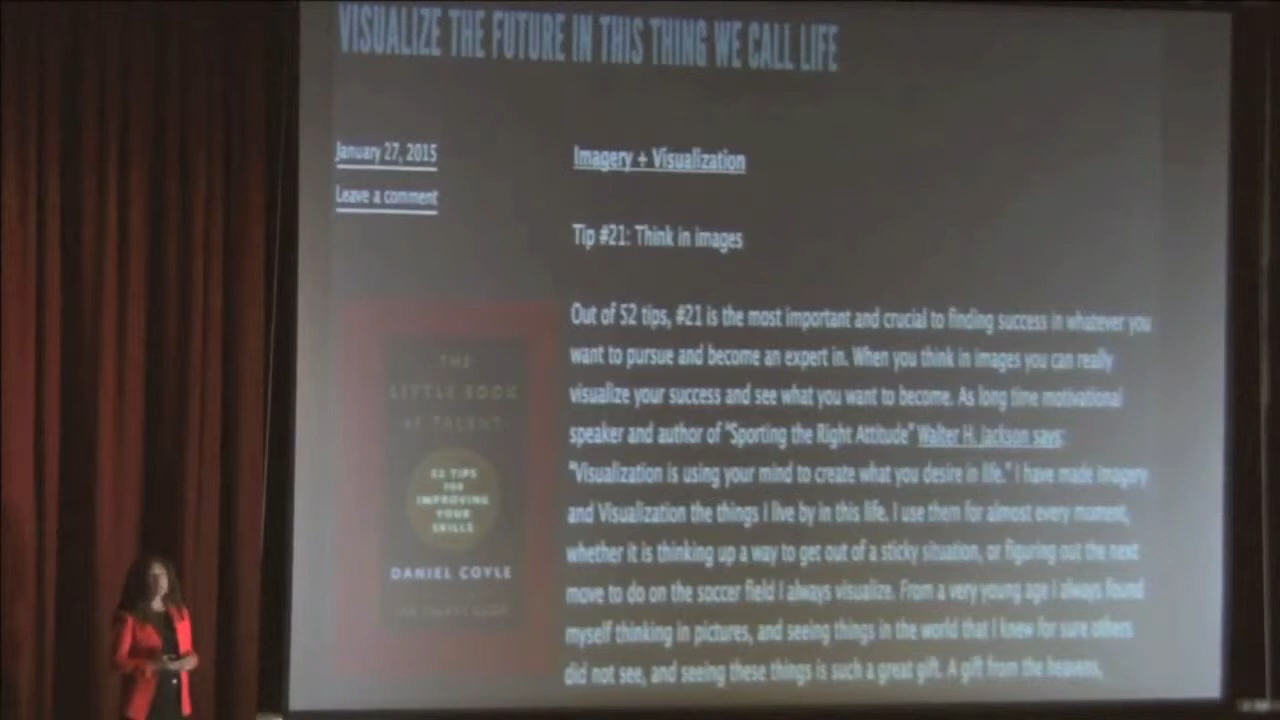 VISUALIZE THE FUTURE IN THIS THING WE CALL LIFE
January 27, 2015
Leave a comment
Imagery + Visualization
Tip #21: Think in images
Out of 52 tips, #21 is the most important and crucial to finding success in whatever you
want to pursue and become an expert in. When you think in images you can really
visualize your success and see what you want to become. As long time motivational
speaker and author of "Sporting the Right Attitude" Walter H. Jackson says:
"Visualization is using your mind to create what you desire in life." I have made Imagery
and Visualization the things I live by in this life. I use them for almost every moment,
whether it is thinking up a way to get out of a sticky situation, or figuring out the next
move to do on the soccer field I always visualize. From a very young age I always found
myself thinking in pictures, and seeing things in the world that I knew for sure others
did not see, and seeing these things is such a great gift. A gift from the heavens,
THE
LITTLE BOOK
OF TALENT
52 TIPS
FOR
IMPROVING
YOUR
SKILLS
DANIEL COYLE